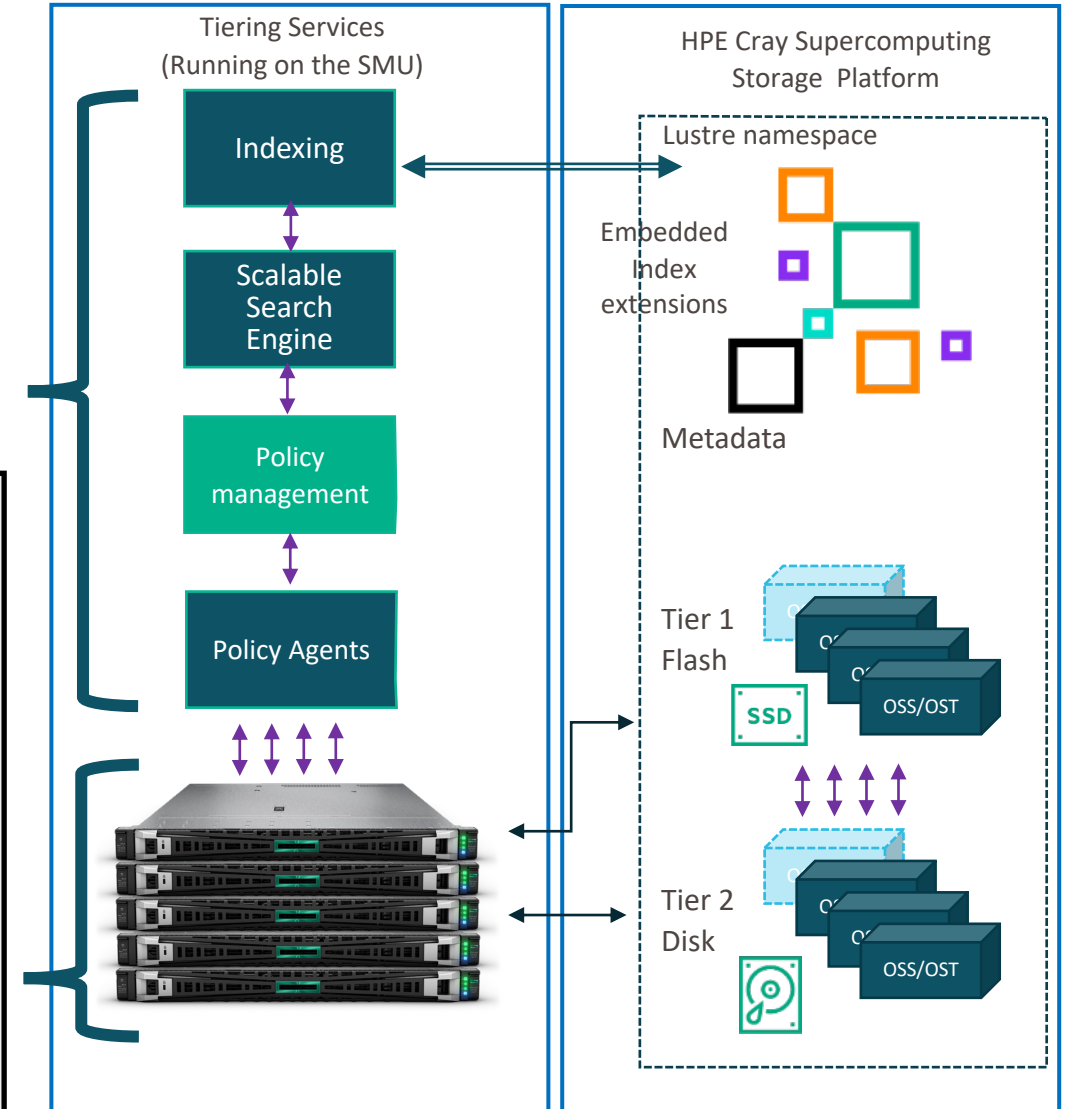 Tiering Services
(Running on the SMU)
Indexing
Scalable
Search
Engine
Policy
management
Policy Agents
HPE Cray Supercomputing
Storage Platform
Lustre namespace
Embedded
Index
extensions
Metadata
Tier 1
Flash
SSD
OSS/OST
Tier 2
Disk
OSS/OST